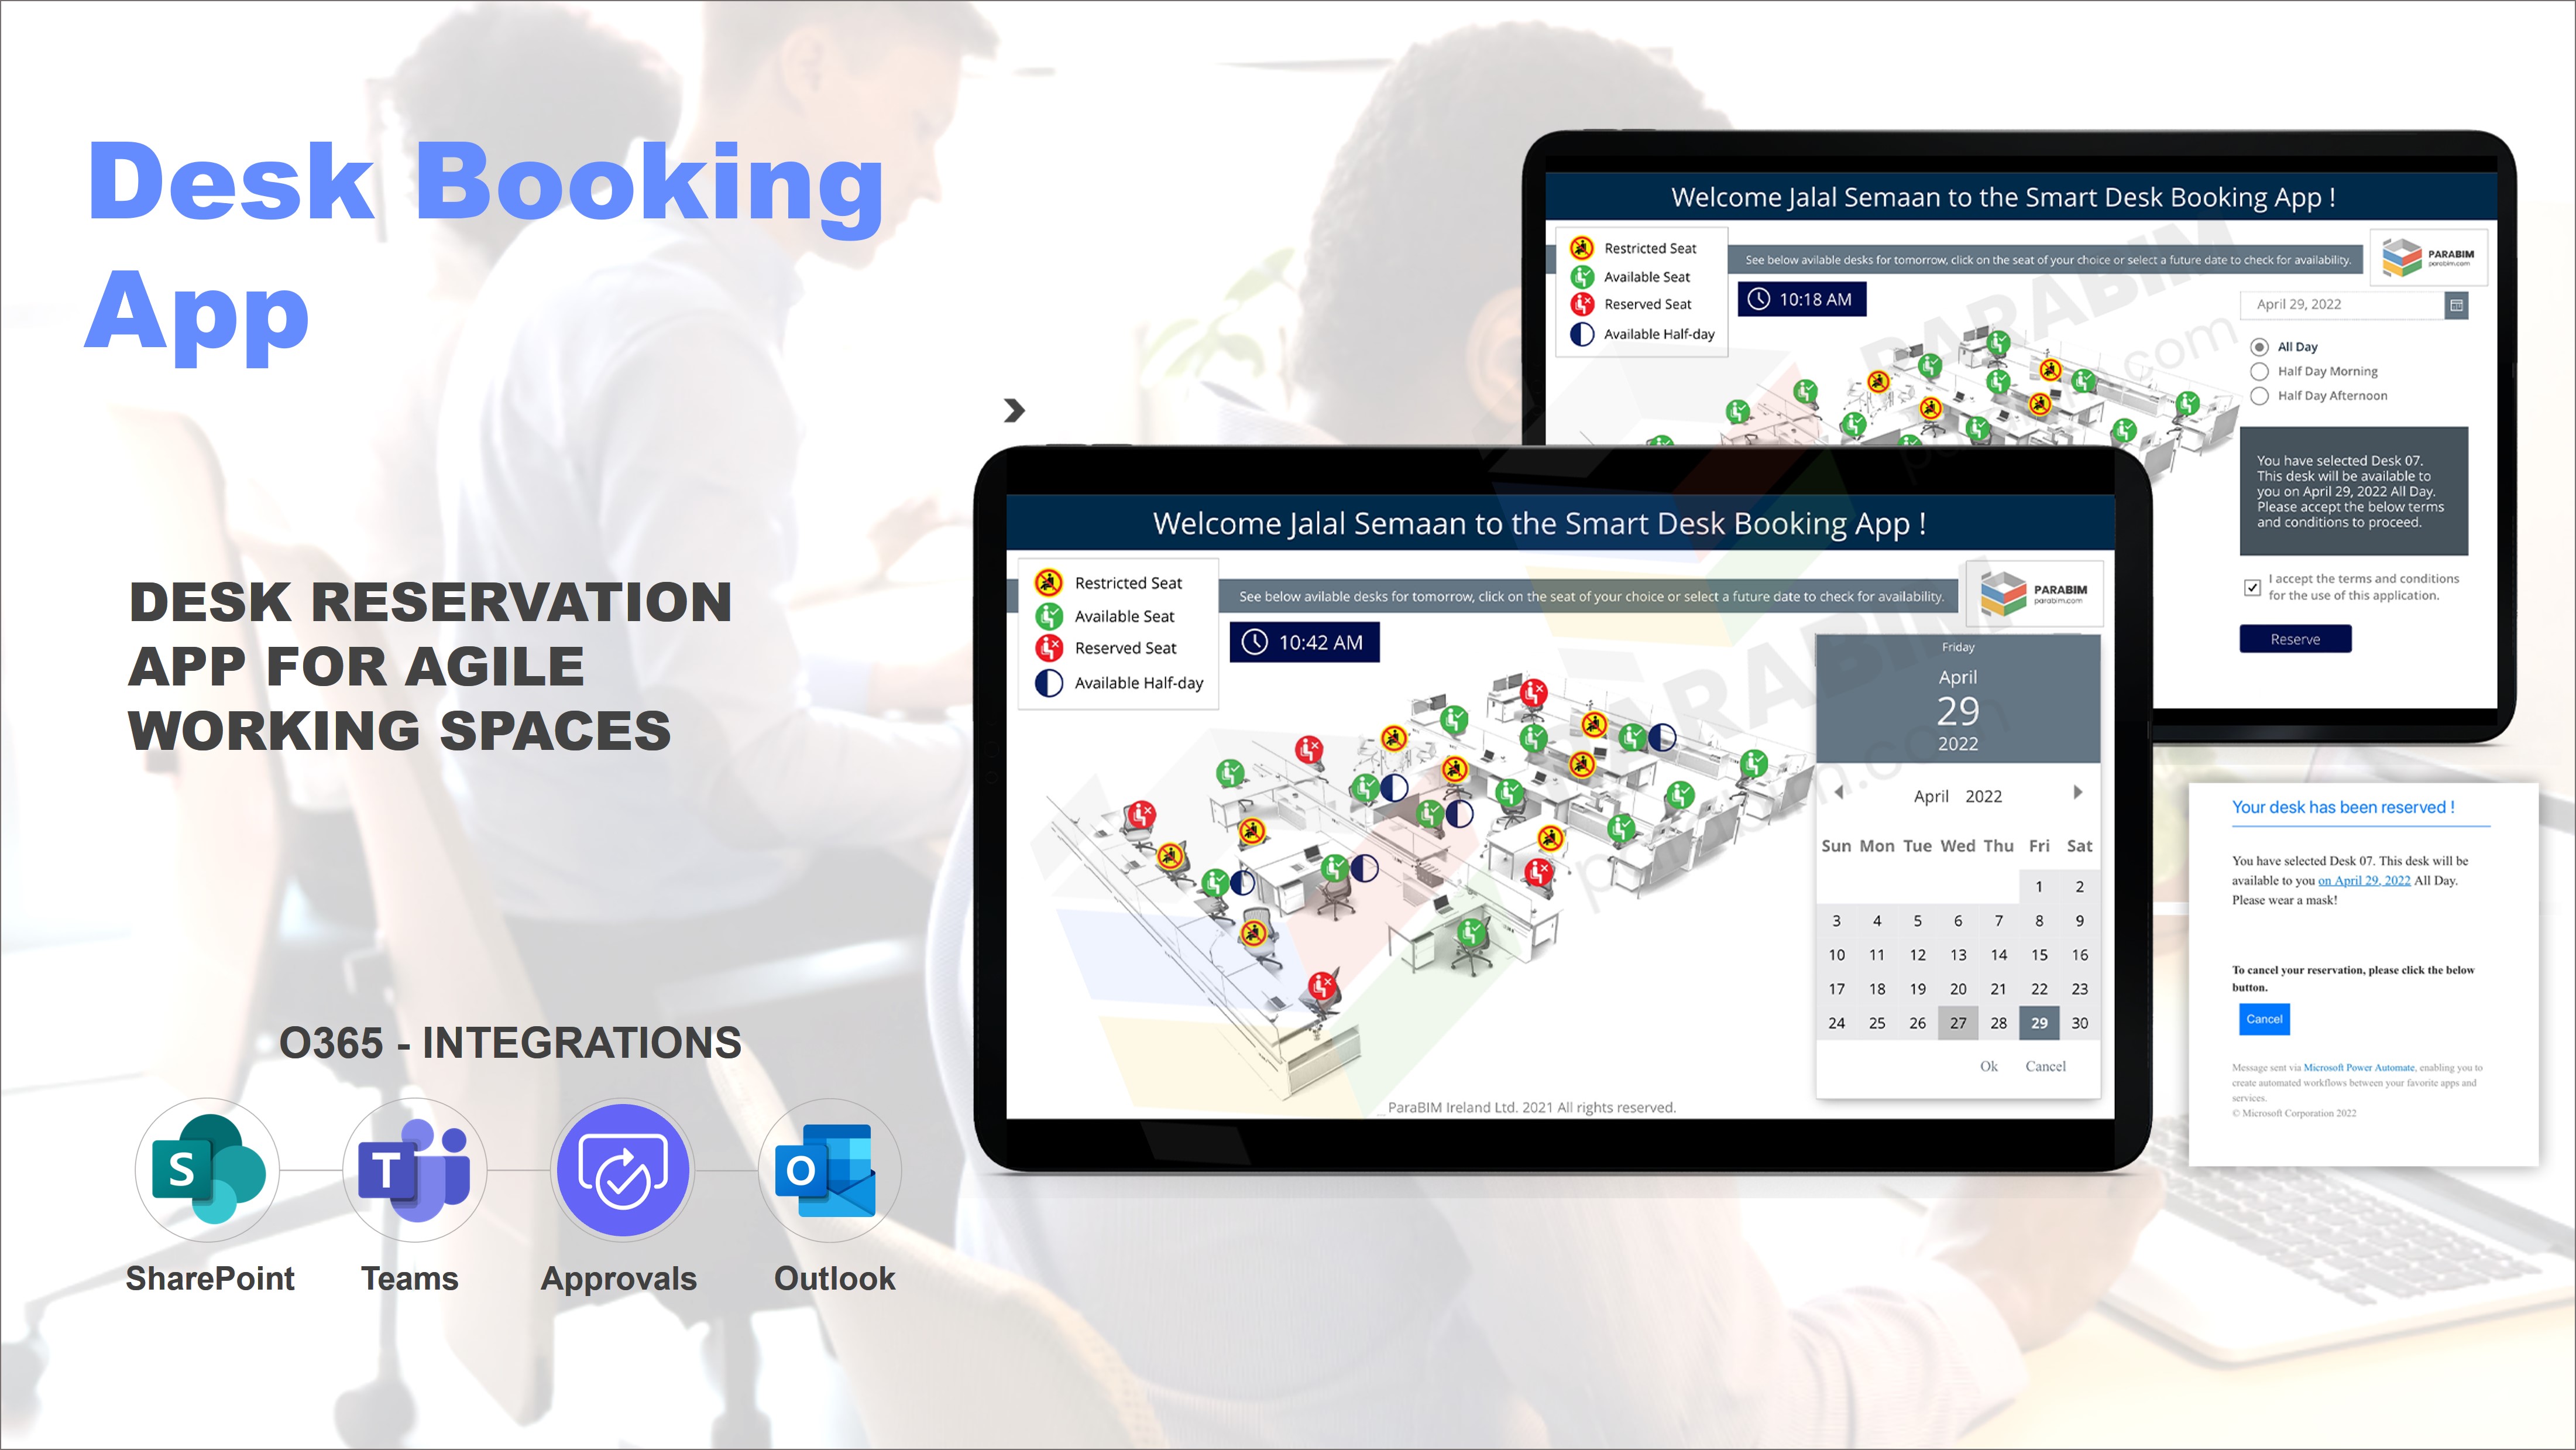 Desk Booking
App
DESK RESERVATION
APP FOR AGILE
WORKING SPACES
O365 - INTEGRATIONS
S
T
O
SharePoint
Teams
Approvals
Outlook
Welcome Jalal Semaan to the Smart Desk Booking App !
Restricted Seat
Available Seat
Reserved Seat
Available Half-day
See below avilable desks for tomorrow, click on the seat of your choice or select a future date to check for availability.
PARABIM
parabim.com
10:18 AM
April 29, 2022
All Day
Half Day Morning
Half Day Afternoon
You have selected Desk 07.
This desk will be available to
you on April 29, 2022 All Day.
Please accept the below terms
and conditions to proceed.
I accept the terms and conditions
for the use of this application.
Reserve
PARABIM
parabim.com
Welcome Jalal Semaan to the Smart Desk Booking App !
Restricted Seat
Available Seat
Reserved Seat
Available Half-day
See below avilable desks for tomorrow, click on the seat of your choice or select a future date to check for availability.
PARABIM
parabim.com
10:42 AM
Friday
April
29
2022
April 2022
Sun Mon Tue Wed Thu Fri Sat
1 2
3 4 5 6 7 8 9
10 11 12 13 14 15 16
17 18 19 20 21 22 23
24 25 26 27 28 29 30
Ok Cancel
PARABIM
parabim.com
ParaBIM Ireland Ltd. 2021 All rights reserved.
Your desk has been reserved !
You have selected Desk 07. This desk will be
available to you on April 29, 2022 All Day.
Please wear a mask!
To cancel your reservation, please click the below
button.
Cancel
Message sent via Microsoft Power Automate, enabling you to
create automated workflows between your favorite apps and
services.
© Microsoft Corporation 2022